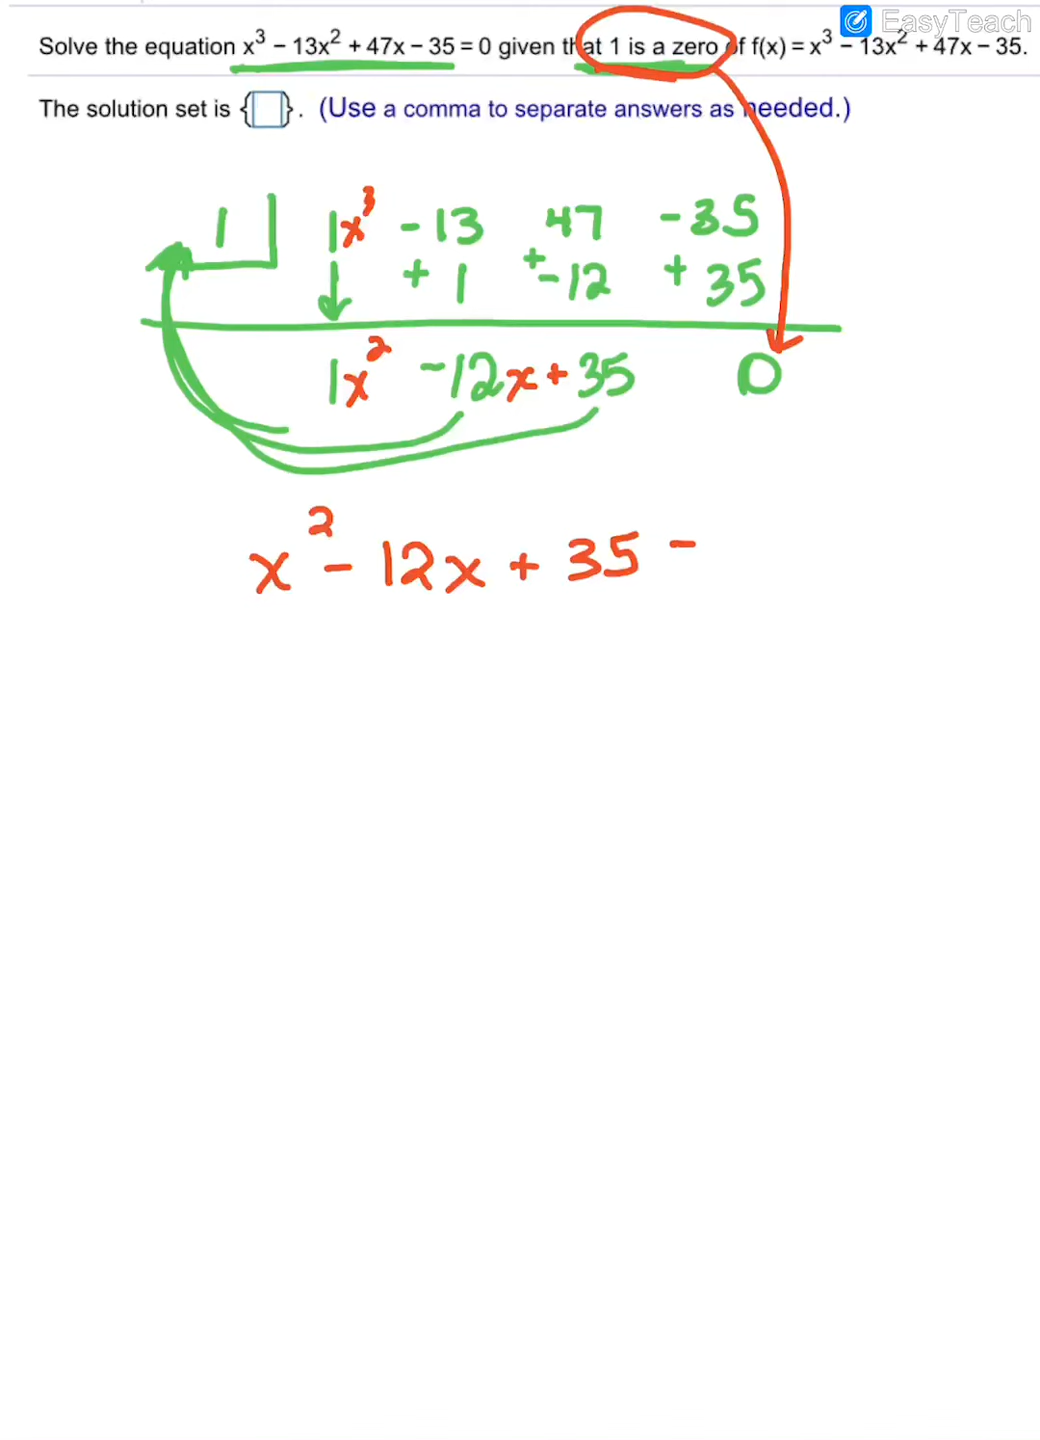 EasyTeach
Solve the equation x³ − 13x² + 47x − 35 = 0 given that 1 is a zero of f(x) = x³ − 13x² + 47x − 35.
The solution set is { }. (Use a comma to separate answers as needed.)
1 1x³ -13 47 -35
+ 1 + -12 + 35
1x² -12x + 35 0
x² - 12x + 35 -